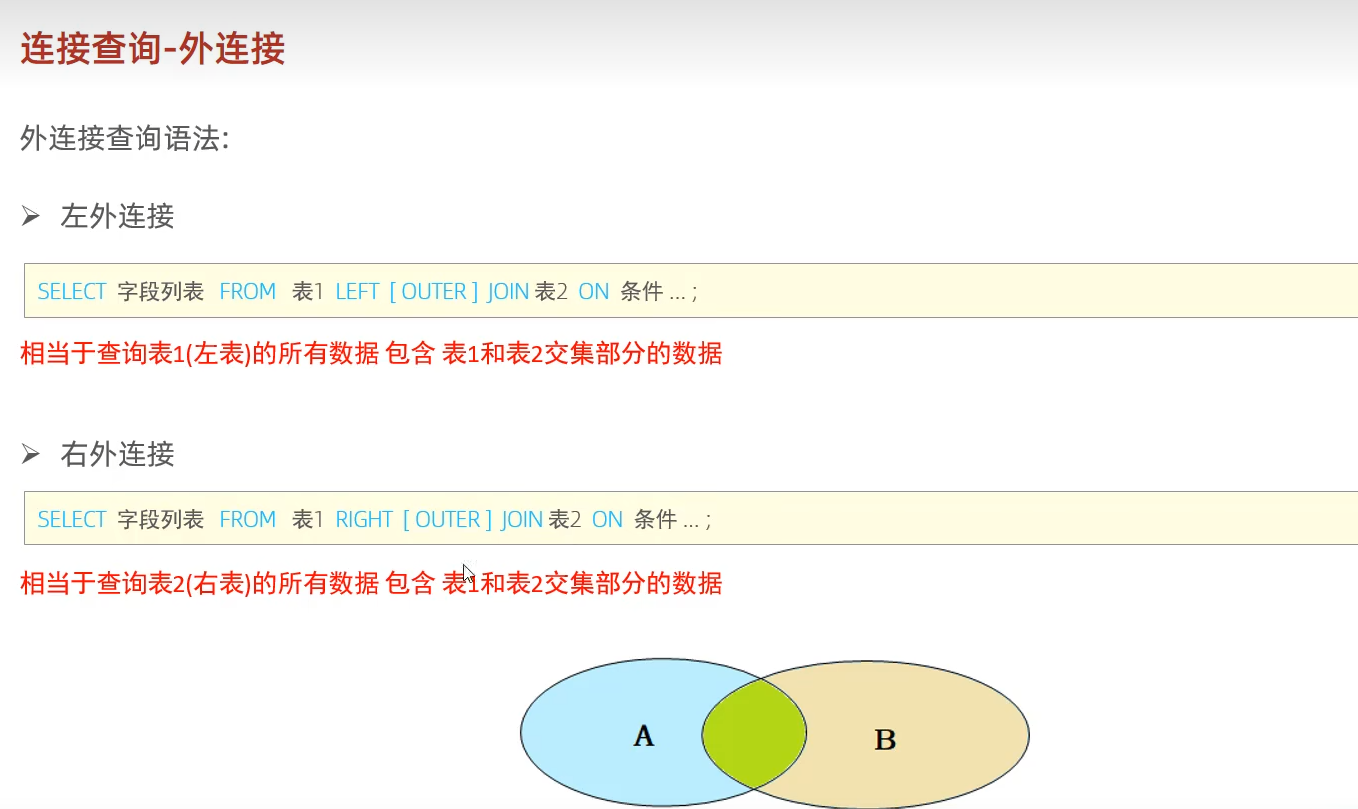 连接查询-外连接
外连接查询语法:
➢ 左外连接
SELECT 字段列表 FROM 表1 LEFT [ OUTER ] JOIN 表2 ON 条件 ... ;
相当于查询表1(左表)的所有数据 包含 表1和表2交集部分的数据
➢ 右外连接
SELECT 字段列表 FROM 表1 RIGHT [ OUTER ] JOIN 表2 ON 条件 ... ;
相当于查询表2(右表)的所有数据 包含 表1和表2交集部分的数据
A
B